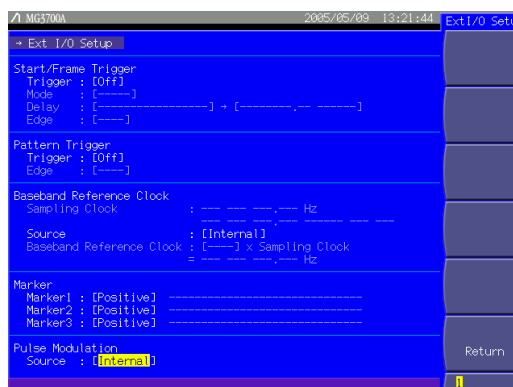 MG3700A 2005/05/09 13:21:44 Ext I/O Setu
→ Ext I/O Setup
Start/Frame Trigger
Trigger : [Off]
Mode : [-----]
Delay : [------------------] → [--------.-- ------]
Edge : [----]
Pattern Trigger
Trigger : [Off]
Edge : [----]
Baseband Reference Clock
Sampling Clock : --- --- ---.--- Hz
--- --- ---.--- ------ --- ---
Source : [Internal]
Baseband Reference Clock : [----] x Sampling Clock
= --- --- ---.--- Hz
Marker
Marker1 : [Positive] --------------------------------
Marker2 : [Positive] --------------------------------
Marker3 : [Positive] --------------------------------
Pulse Modulation
Source : [Internal]
Return
1